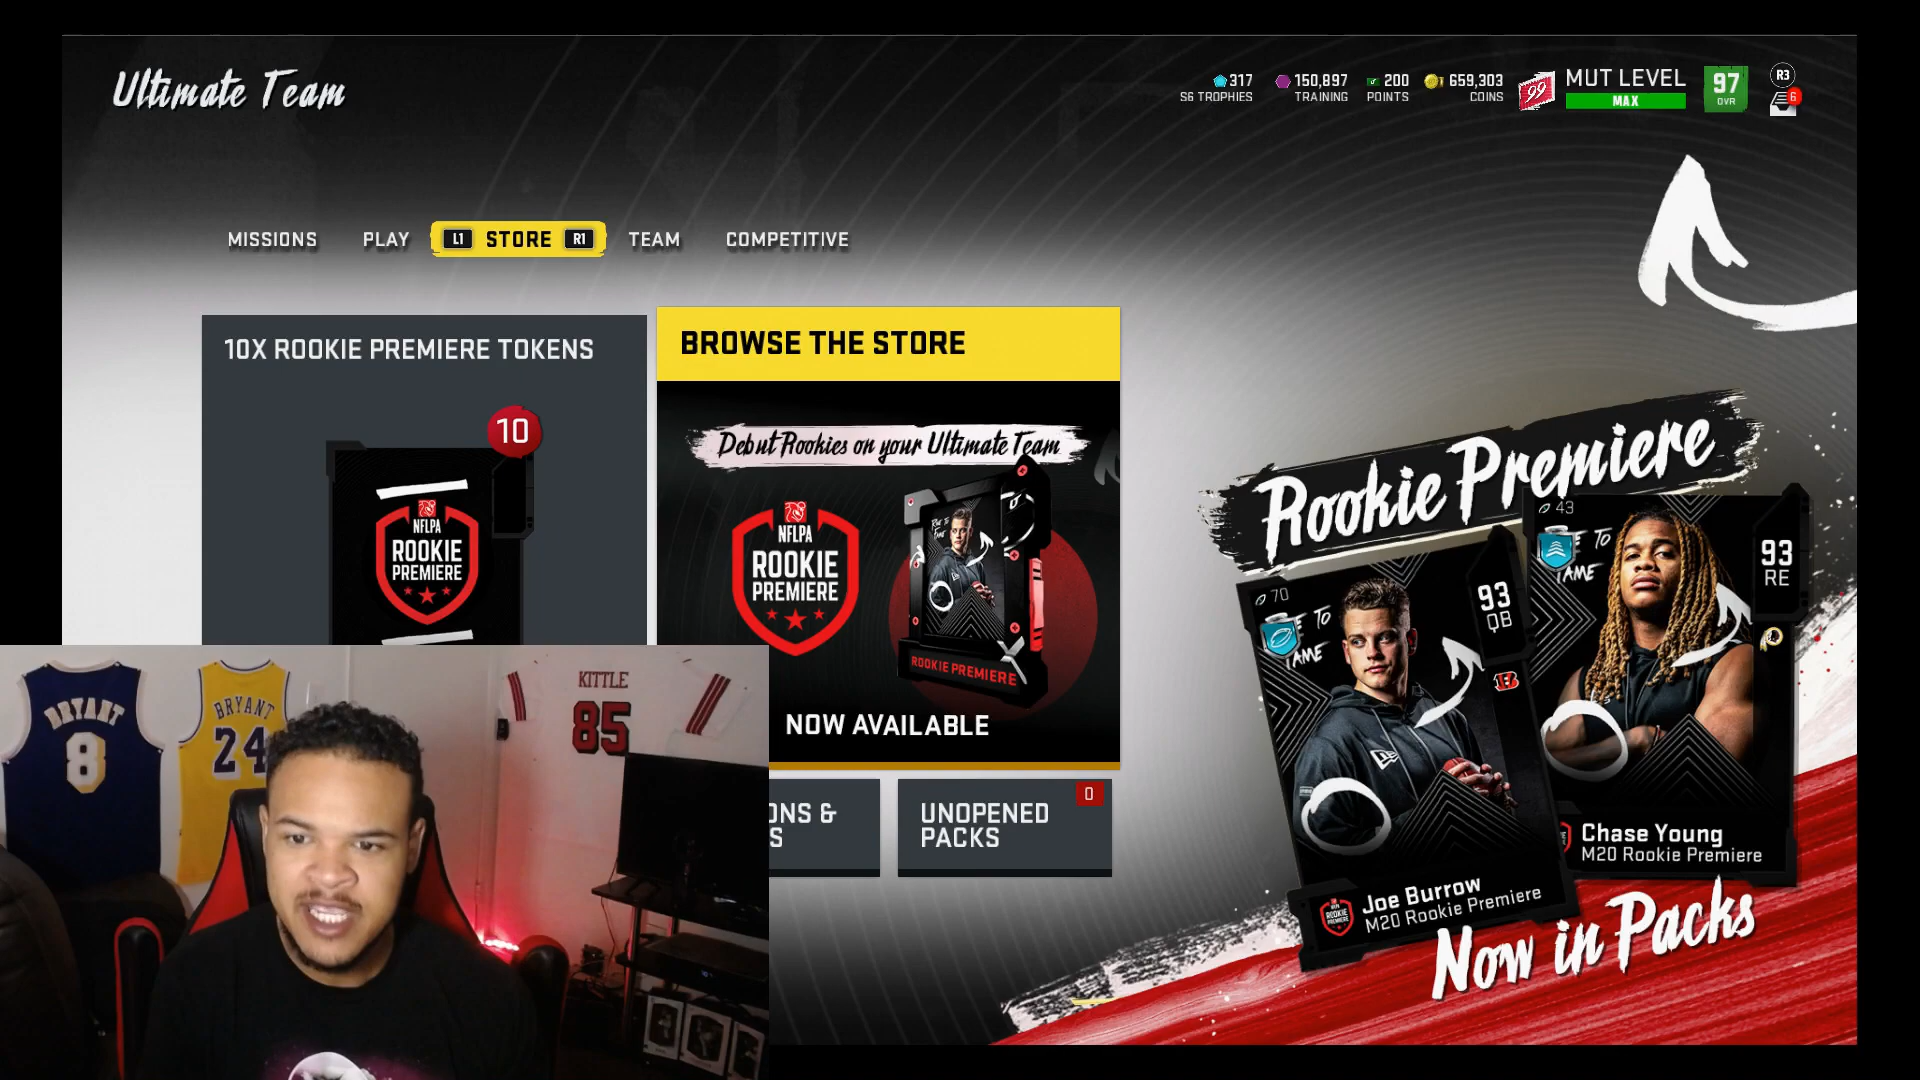 Ultimate Team
317
S6 TROPHIES
150,897
TRAINING
200
POINTS
659,303
COINS
99
MUT LEVEL
MAX
97
OVR
R3
6
MISSIONS
PLAY
L1
STORE
R1
TEAM
COMPETITIVE
10X ROOKIE PREMIERE TOKENS
10
NFLPA
ROOKIE
PREMIERE
BROWSE THE STORE
Debut Rookies on your Ultimate Team
NFLPA
ROOKIE
PREMIERE
ROOKIE PREMIERE
NOW AVAILABLE
ONS &
S
UNOPENED
PACKS
0
Rookie Premiere
70
93
QB
Joe Burrow
M20 Rookie Premiere
43
93
RE
Chase Young
M20 Rookie Premiere
Now in Packs
BRYANT
8
BRYANT
24
KITTLE
85